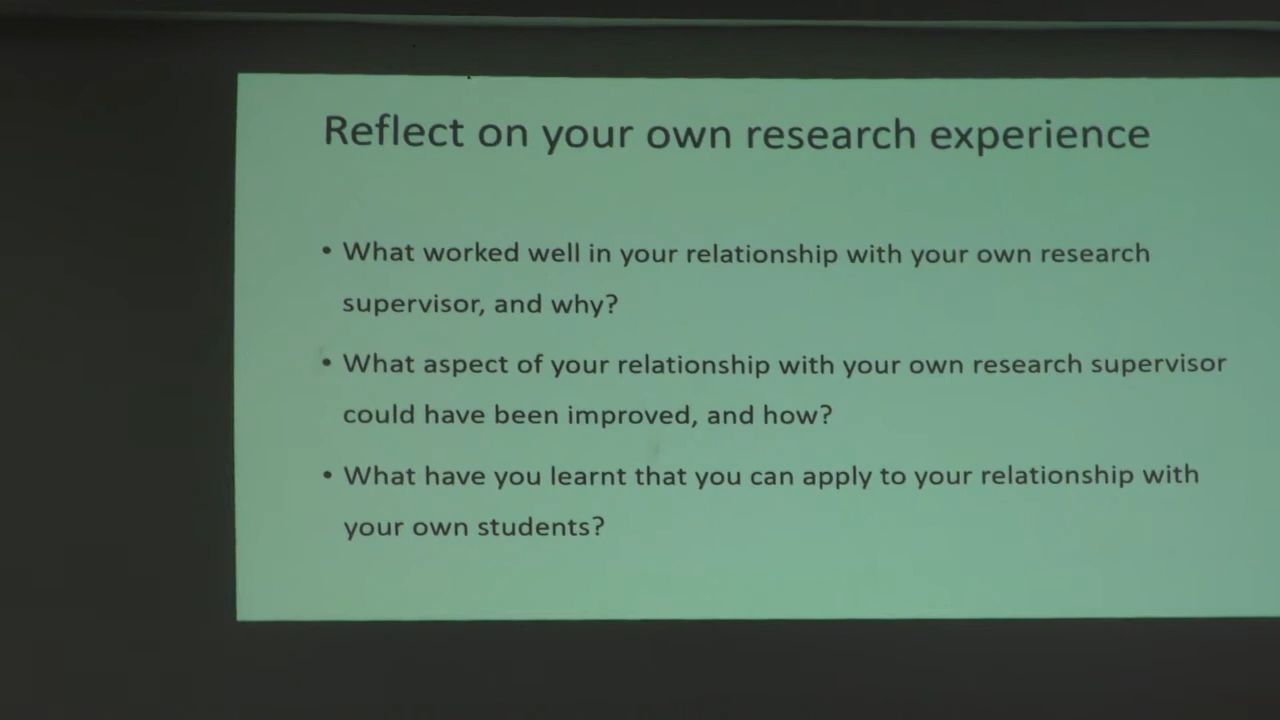 Reflect on your own research experience
• What worked well in your relationship with your own research
supervisor, and why?
• What aspect of your relationship with your own research supervisor
could have been improved, and how?
• What have you learnt that you can apply to your relationship with
your own students?